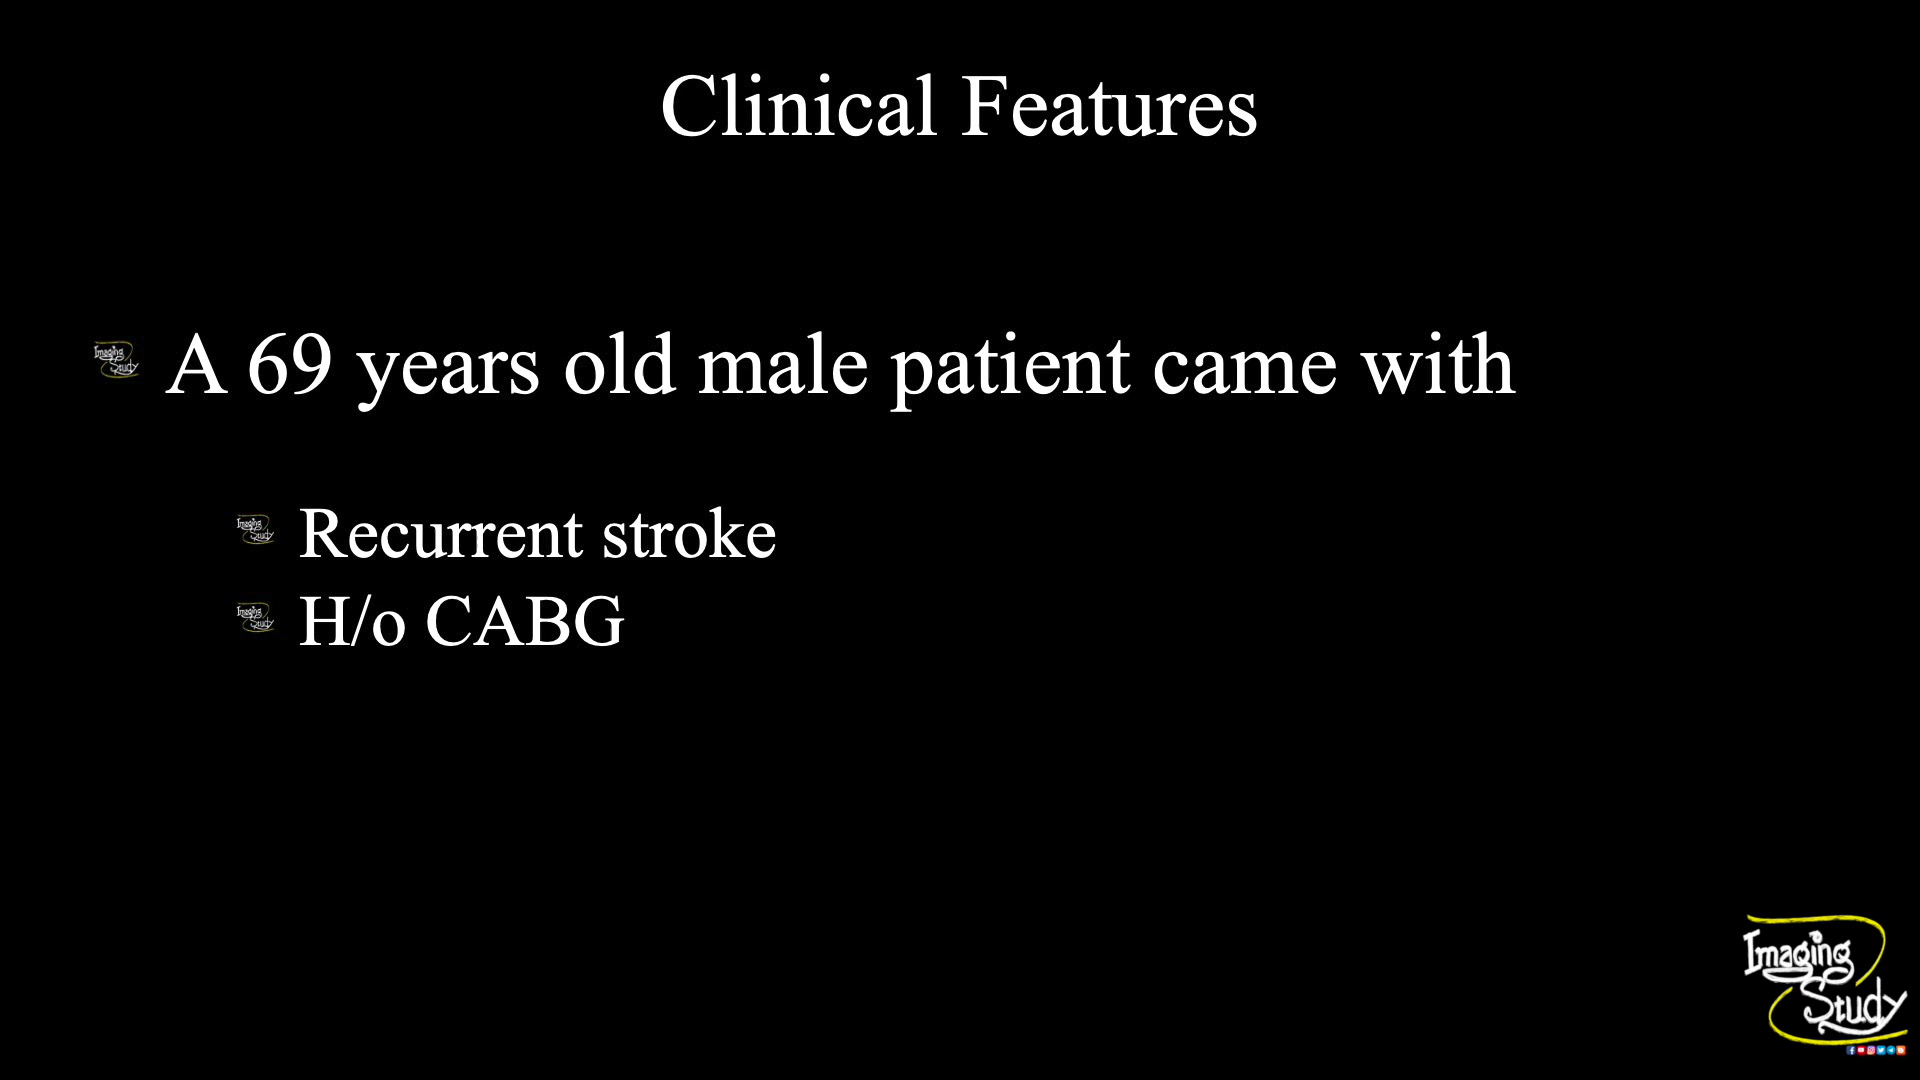 Clinical Features
A 69 years old male patient came with
Recurrent stroke
H/o CABG
Imaging
Study